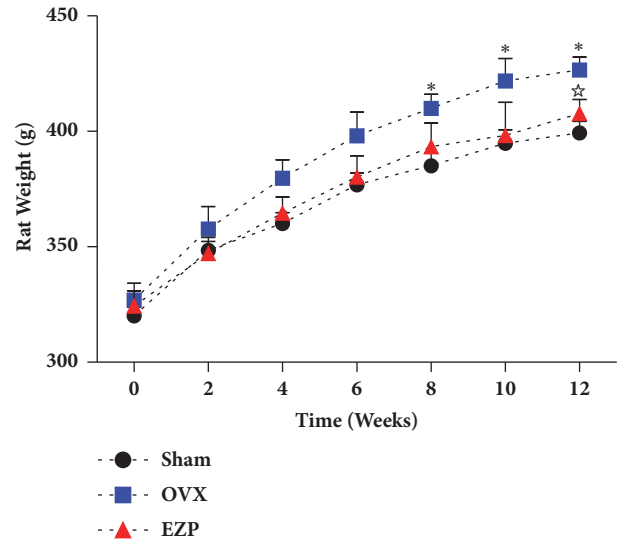 450
400
350
300
Rat Weight (g)
* * *
☆
0 2 4 6 8 10 12
Time (Weeks)
Sham
OVX
EZP